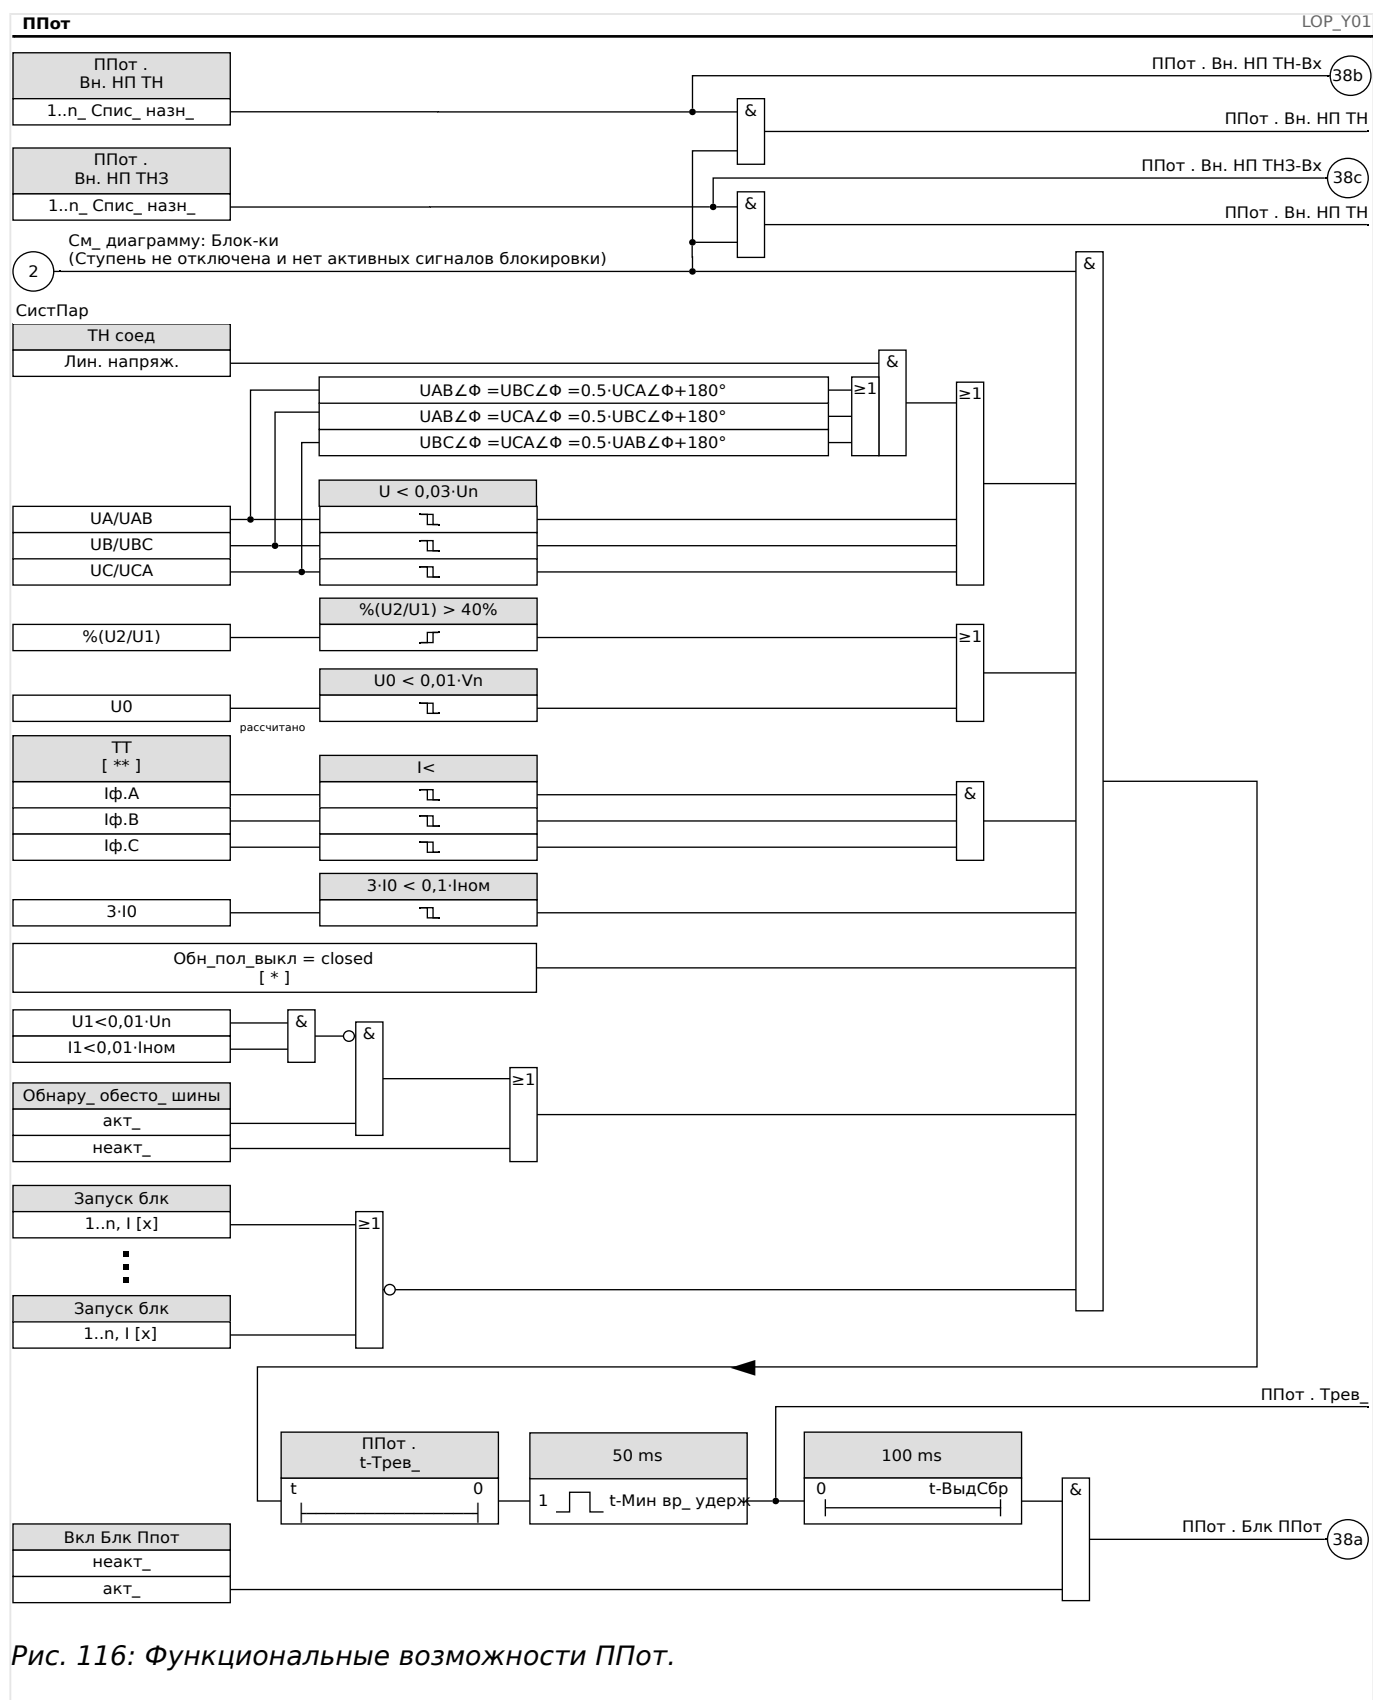 ППот
LOP_Y01
ППот .
Вн. НП ТН
1..n_ Спис_ назн_
&
ППот . Вн. НП ТН-Вх
38b
ППот . Вн. НП ТН
ППот .
Вн. НП ТНЗ
1..n_ Спис_ назн_
&
ППот . Вн. НП ТНЗ-Вх
38c
ППот . Вн. НП ТН
2
См_ диаграмму: Блок-ки
(Ступень не отключена и нет активных сигналов блокировки)
&
СистПар
ТН соед
Лин. напряж.
&
UAB∠Φ =UBC∠Φ =0.5·UCA∠Φ+180°
UAB∠Φ =UCA∠Φ =0.5·UBC∠Φ+180°
UBC∠Φ =UCA∠Φ =0.5·UAB∠Φ+180°
≥1
≥1
U < 0,03·Un
UA/UAB
UB/UBC
UC/UCA
%(U2/U1) > 40%
%(U2/U1)
≥1
U0 < 0,01·Vn
U0
рассчитано
ТТ
[ ** ]
I<
Iф.A
Iф.B
Iф.C
&
3·I0 < 0,1·Iном
3·I0
Обн_пол_выкл = closed
[ * ]
U1<0,01·Un
I1<0,01·Iном
&
&
≥1
Обнару_ обесто_ шины
акт_
неакт_
Запуск блк
1..n, I [x]
≥1
Запуск блк
1..n, I [x]
ППот . Трев_
ППот .
t-Трев_
t
0
50 ms
1
t-Мин вр_ удерж
100 ms
0
t-ВыдСбр
&
ППот . Блк ППот
38a
Вкл Блк Ппот
неакт_
акт_
Рис. 116: Функциональные возможности ППот.